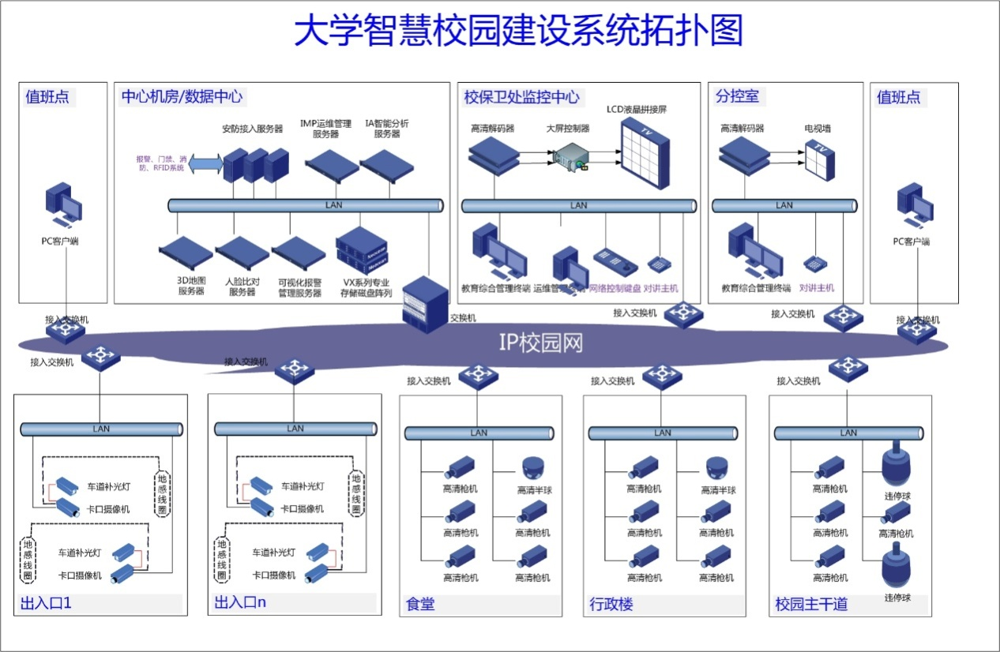 大学智慧校园建设系统拓扑图
值班点
PC客户端
接入交换机
中心机房/数据中心
安防接入服务器
IMP运维管理
服务器
IA智能分析
服务器
报警、门禁、消
防、RFID系统
LAN
3D地图
服务器
人脸比对
服务器
可视化报警
管理服务器
VX系列专业
存储磁盘阵列
交换机
校保卫处监控中心
高清解码器
大屏控制器
LCD液晶拼接屏
TV
LAN
教育综合管理终端
运维管理终端
网络控制键盘
对讲主机
接入交换机
分控室
高清解码器
电视墙
TV
LAN
教育综合管理终端
对讲主机
接入交换机
值班点
PC客户端
接入交换机
IP校园网
接入交换机
LAN
车道补光灯
卡口摄像机
地感线圈
车道补光灯
卡口摄像机
地感线圈
出入口1
接入交换机
LAN
车道补光灯
卡口摄像机
地感线圈
车道补光灯
卡口摄像机
地感线圈
出入口n
接入交换机
LAN
高清枪机
高清半球
高清枪机
高清枪机
高清枪机
高清枪机
食堂
接入交换机
LAN
高清枪机
高清半球
高清枪机
高清枪机
高清枪机
高清枪机
行政楼
接入交换机
LAN
高清枪机
违停球
高清枪机
高清枪机
高清枪机
违停球
校园主干道